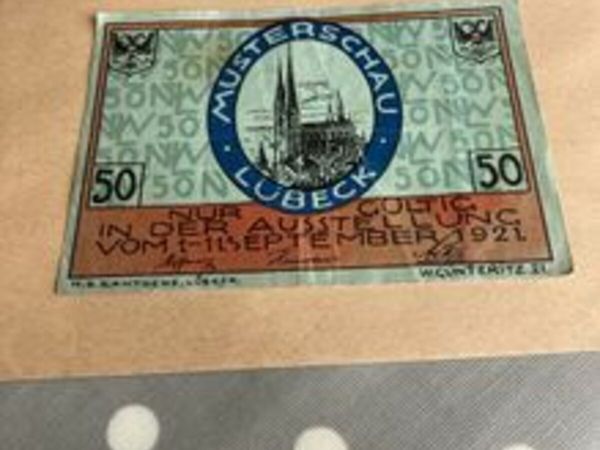 MUSTERSCHAU
LÜBECK
50
50
NUR GÜLTIG
IN DER AUSSTELLUNG
VOM 1-11 SEPTEMBER 1921